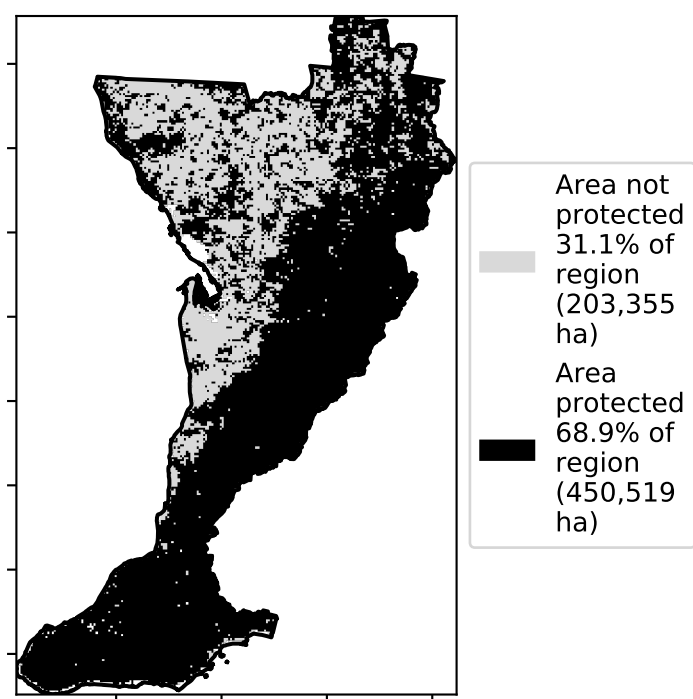 Area not
protected
31.1% of
region
(203,355
ha)
Area
protected
68.9% of
region
(450,519
ha)